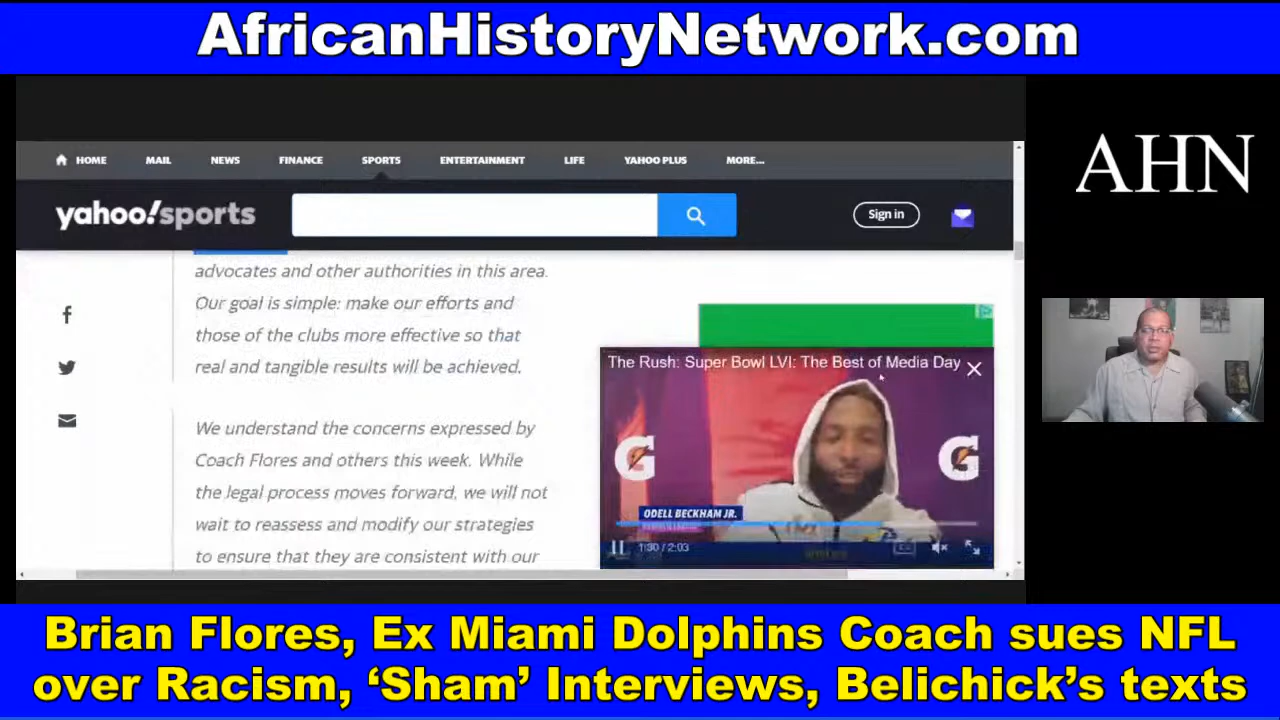 AfricanHistoryNetwork.com
AHN
HOME MAIL NEWS FINANCE SPORTS ENTERTAINMENT LIFE YAHOO PLUS MORE...
yahoo!sports
Sign in
advocates and other authorities in this area.
Our goal is simple: make our efforts and
those of the clubs more effective so that
real and tangible results will be achieved.
We understand the concerns expressed by
Coach Flores and others this week. While
the legal process moves forward, we will not
wait to reassess and modify our strategies
to ensure that they are consistent with our
The Rush: Super Bowl LVI: The Best of Media Day
G
G
ODELL BECKHAM JR.
1:30 / 2:03
Brian Flores, Ex Miami Dolphins Coach sues NFL
over Racism, ‘Sham’ Interviews, Belichick’s texts